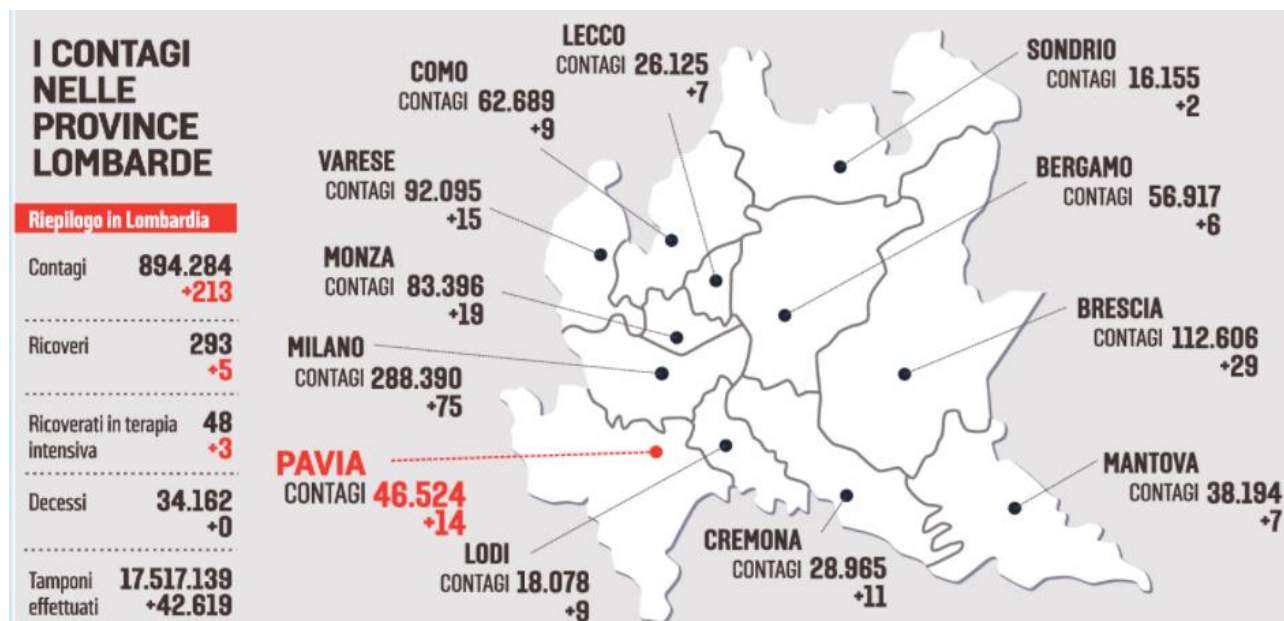 I CONTAGI
NELLE
PROVINCE
LOMBARDE
Riepilogo in Lombardia
Contagi 894.284
+213
Ricoveri 293
+5
Ricoverati in terapia
intensiva 48
+3
Decessi 34.162
+0
Tamponi
effettuati 17.517.139
+42.619
LECCO
CONTAGI 26.125
+7
COMO
CONTAGI 62.689
+9
VARESE
CONTAGI 92.095
+15
MONZA
CONTAGI 83.396
+19
MILANO
CONTAGI 288.390
+75
PAVIA
CONTAGI 46.524
+14
LODI
CONTAGI 18.078
+9
CREMONA
CONTAGI 28.965
+11
SONDRIO
CONTAGI 16.155
+2
BERGAMO
CONTAGI 56.917
+6
BRESCIA
CONTAGI 112.606
+29
MANTOVA
CONTAGI 38.194
+7